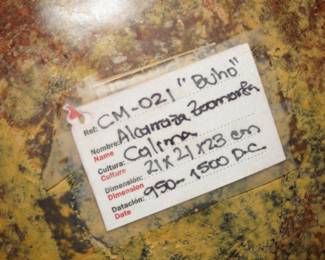 Ref: CM-021 "Buho"
Nombre: Alcarraza Zoomorfa
Name
Cultura: Calima
Culture
Dimensión: 21 x 21 x 23 cm
Dimension
Datación: 950-1500 D.C.
Date